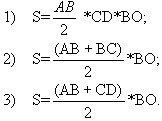 1) S=AB/2 *CD*BO;
2) S=(AB + BC)/2 *BO;
3) S=(AB + CD)/2 *BO.